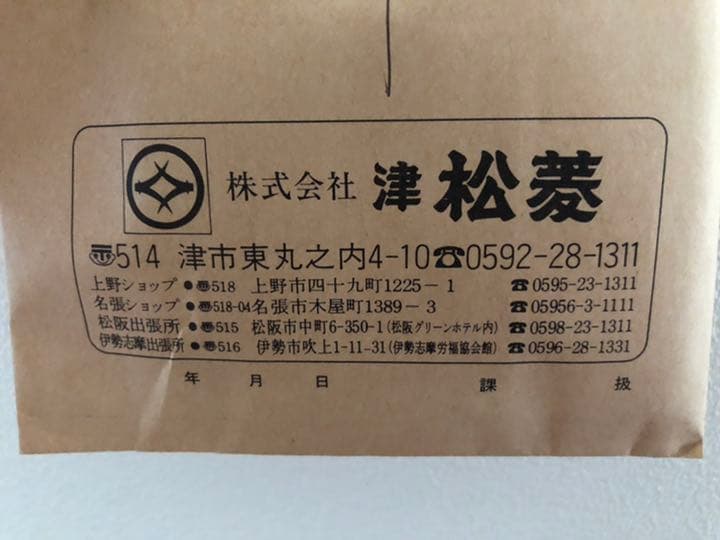 株式会社 津 松菱
〠514 津市東丸之内4-10☎0592-28-1311
上野ショップ●〠518 上野市四十九町1225-1 ☎0595-23-1311
名張ショップ●〠518-04名張市木屋町1389-3 ☎05956-3-1111
松阪出張所●〠515 松阪市中町6-350-1(松阪グリーンホテル内)☎0598-23-1311
伊勢志摩出張所●〠516 伊勢市吹上1-11-31(伊勢志摩労福協会館)☎0596-28-1331
年 月 日 課 扱